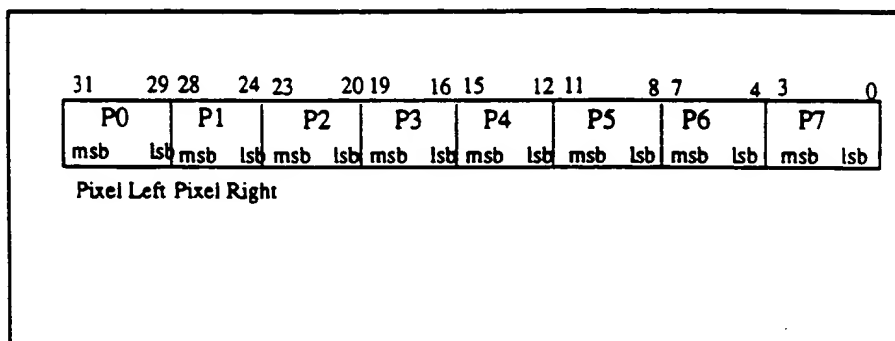 31 29 28 24 23 20 19 16 15 12 11 8 7 4 3 0
P0 P1 P2 P3 P4 P5 P6 P7
msb lsb msb lsb msb lsb msb lsb msb lsb msb lsb msb lsb msb lsb
Pixel Left Pixel Right